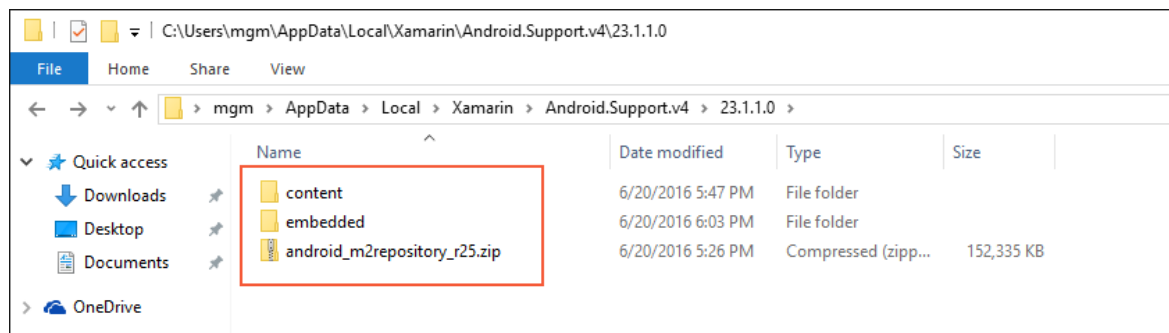 C:\Users\mgm\AppData\Local\Xamarin\Android.Support.v4\23.1.1.0
File Home Share View
mgm > AppData > Local > Xamarin > Android.Support.v4 > 23.1.1.0 >
Quick access
Downloads
Desktop
Documents
OneDrive
Name Date modified Type Size
content 6/20/2016 5:47 PM File folder
embedded 6/20/2016 6:03 PM File folder
android_m2repository_r25.zip 6/20/2016 5:26 PM Compressed (zipp... 152,335 KB